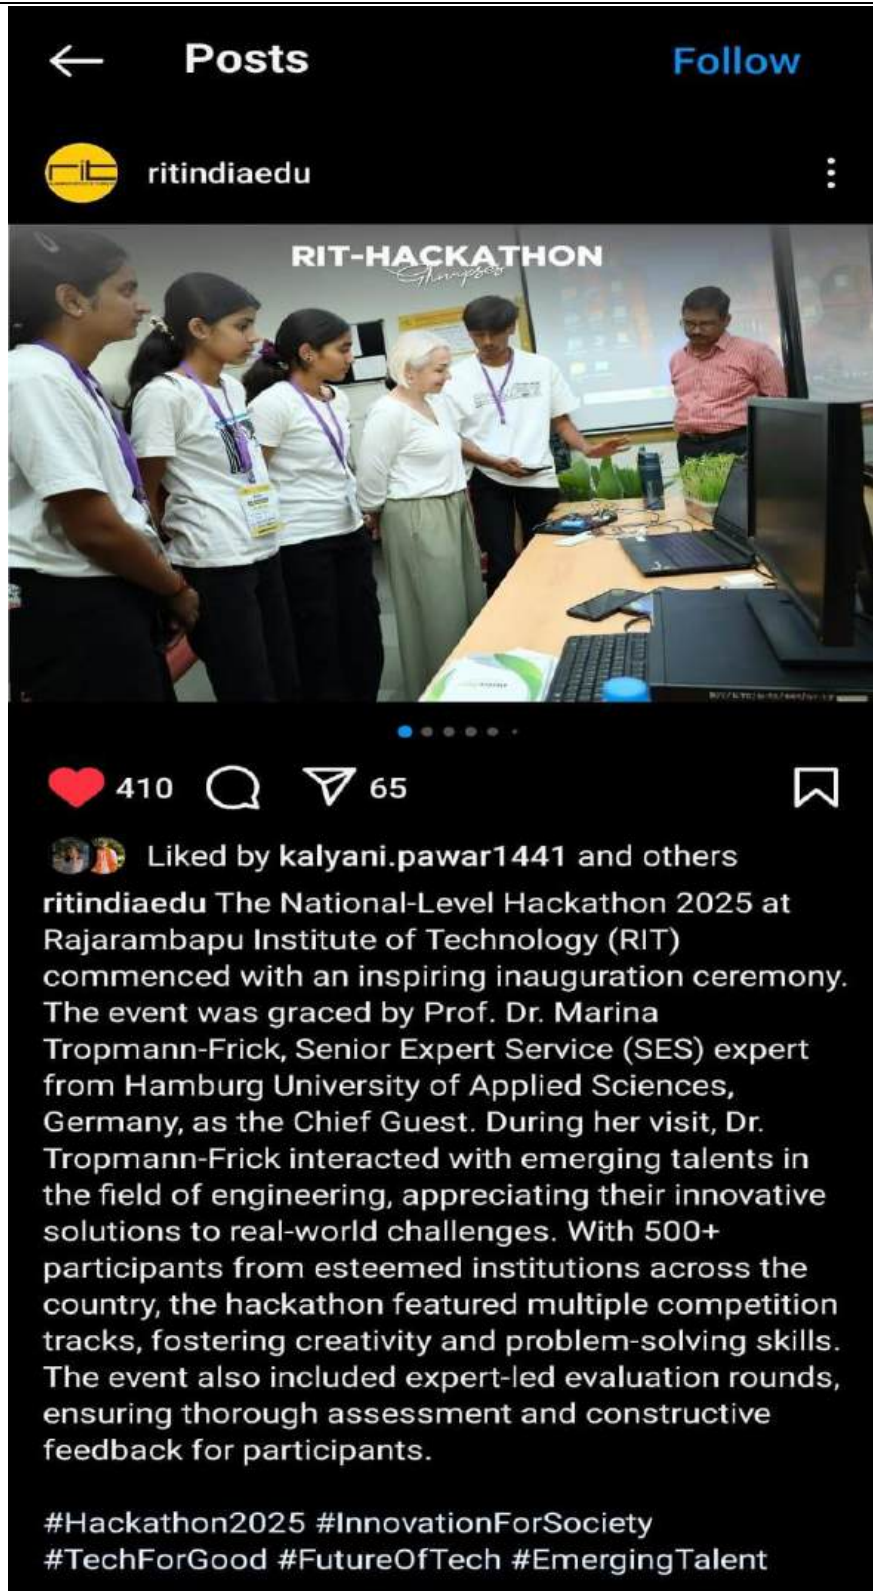 Posts
Follow
rit
ritindiaedu
RIT-HACKATHON
Glimpses
410
65
Liked by kalyani.pawar1441 and others
ritindiaedu The National-Level Hackathon 2025 at
Rajarambapu Institute of Technology (RIT)
commenced with an inspiring inauguration ceremony.
The event was graced by Prof. Dr. Marina
Tropmann-Frick, Senior Expert Service (SES) expert
from Hamburg University of Applied Sciences,
Germany, as the Chief Guest. During her visit, Dr.
Tropmann-Frick interacted with emerging talents in
the field of engineering, appreciating their innovative
solutions to real-world challenges. With 500+
participants from esteemed institutions across the
country, the hackathon featured multiple competition
tracks, fostering creativity and problem-solving skills.
The event also included expert-led evaluation rounds,
ensuring thorough assessment and constructive
feedback for participants.
#Hackathon2025 #InnovationForSociety
#TechForGood #FutureOfTech #EmergingTalent